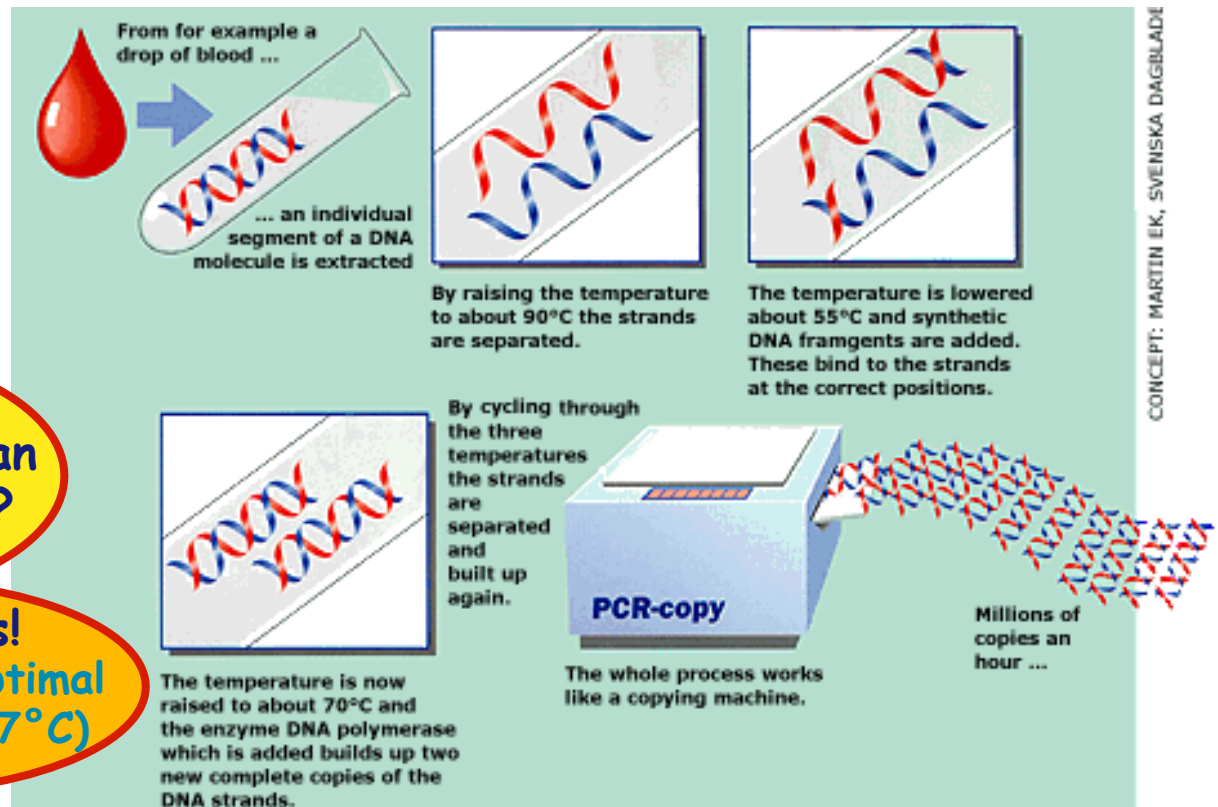 From for example a
drop of blood ...
... an individual
segment of a DNA
molecule is extracted
By raising the temperature
to about 90°C the strands
are separated.
The temperature is lowered
about 55°C and synthetic
DNA framgents are added.
These bind to the strands
at the correct positions.
CONCEPT: MARTIN EK, SVENSKA
an
?
s!
7°C)
The temperature is now
raised to about 70°C and
the enzyme DNA polymerase
which is added builds up two
new complete copies of the
DNA strands.
By cycling through
the three
temperatures
the strands
are
separated
and
built up
again.
PCR-copy
The whole process works
like a copying machine.
Millions of
copies an
hour ...